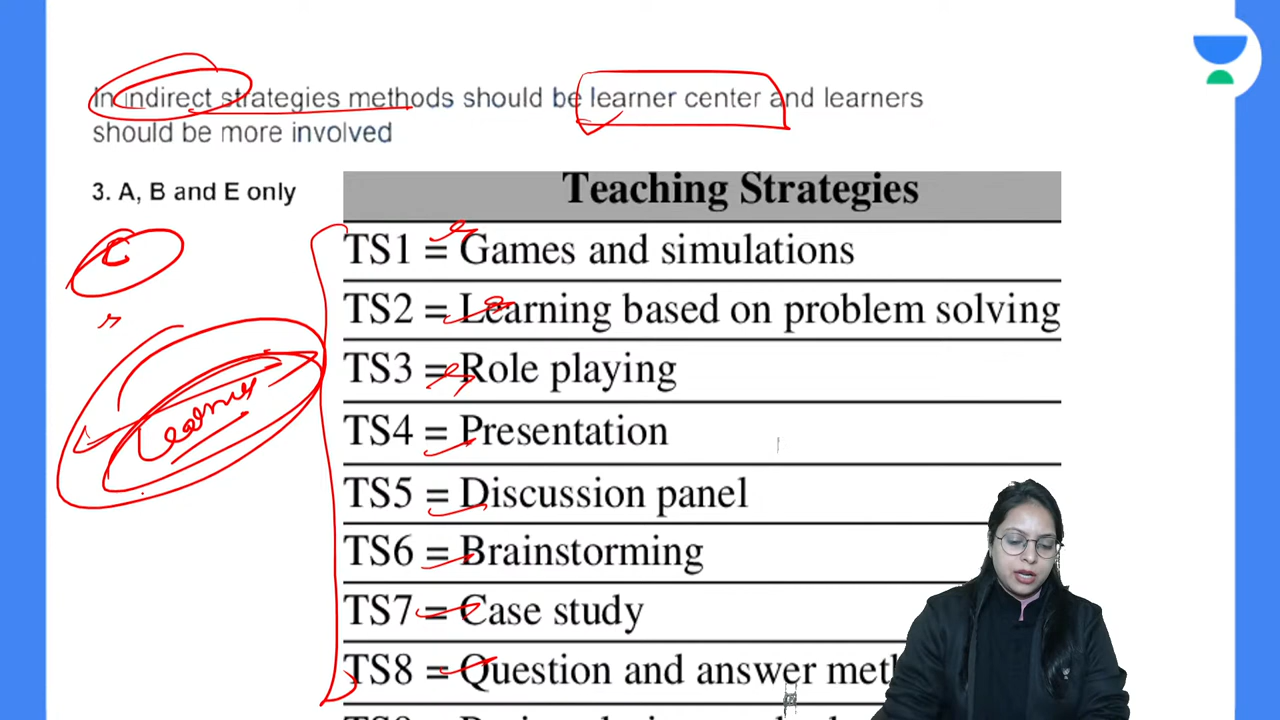 In indirect strategies methods should be learner center and learners
should be more involved
3. A, B and E only
Teaching Strategies
TS1 = Games and simulations
TS2 = Learning based on problem solving
TS3 = Role playing
TS4 = Presentation
TS5 = Discussion panel
TS6 = Brainstorming
TS7 = Case study
TS8 = Question and answer
C